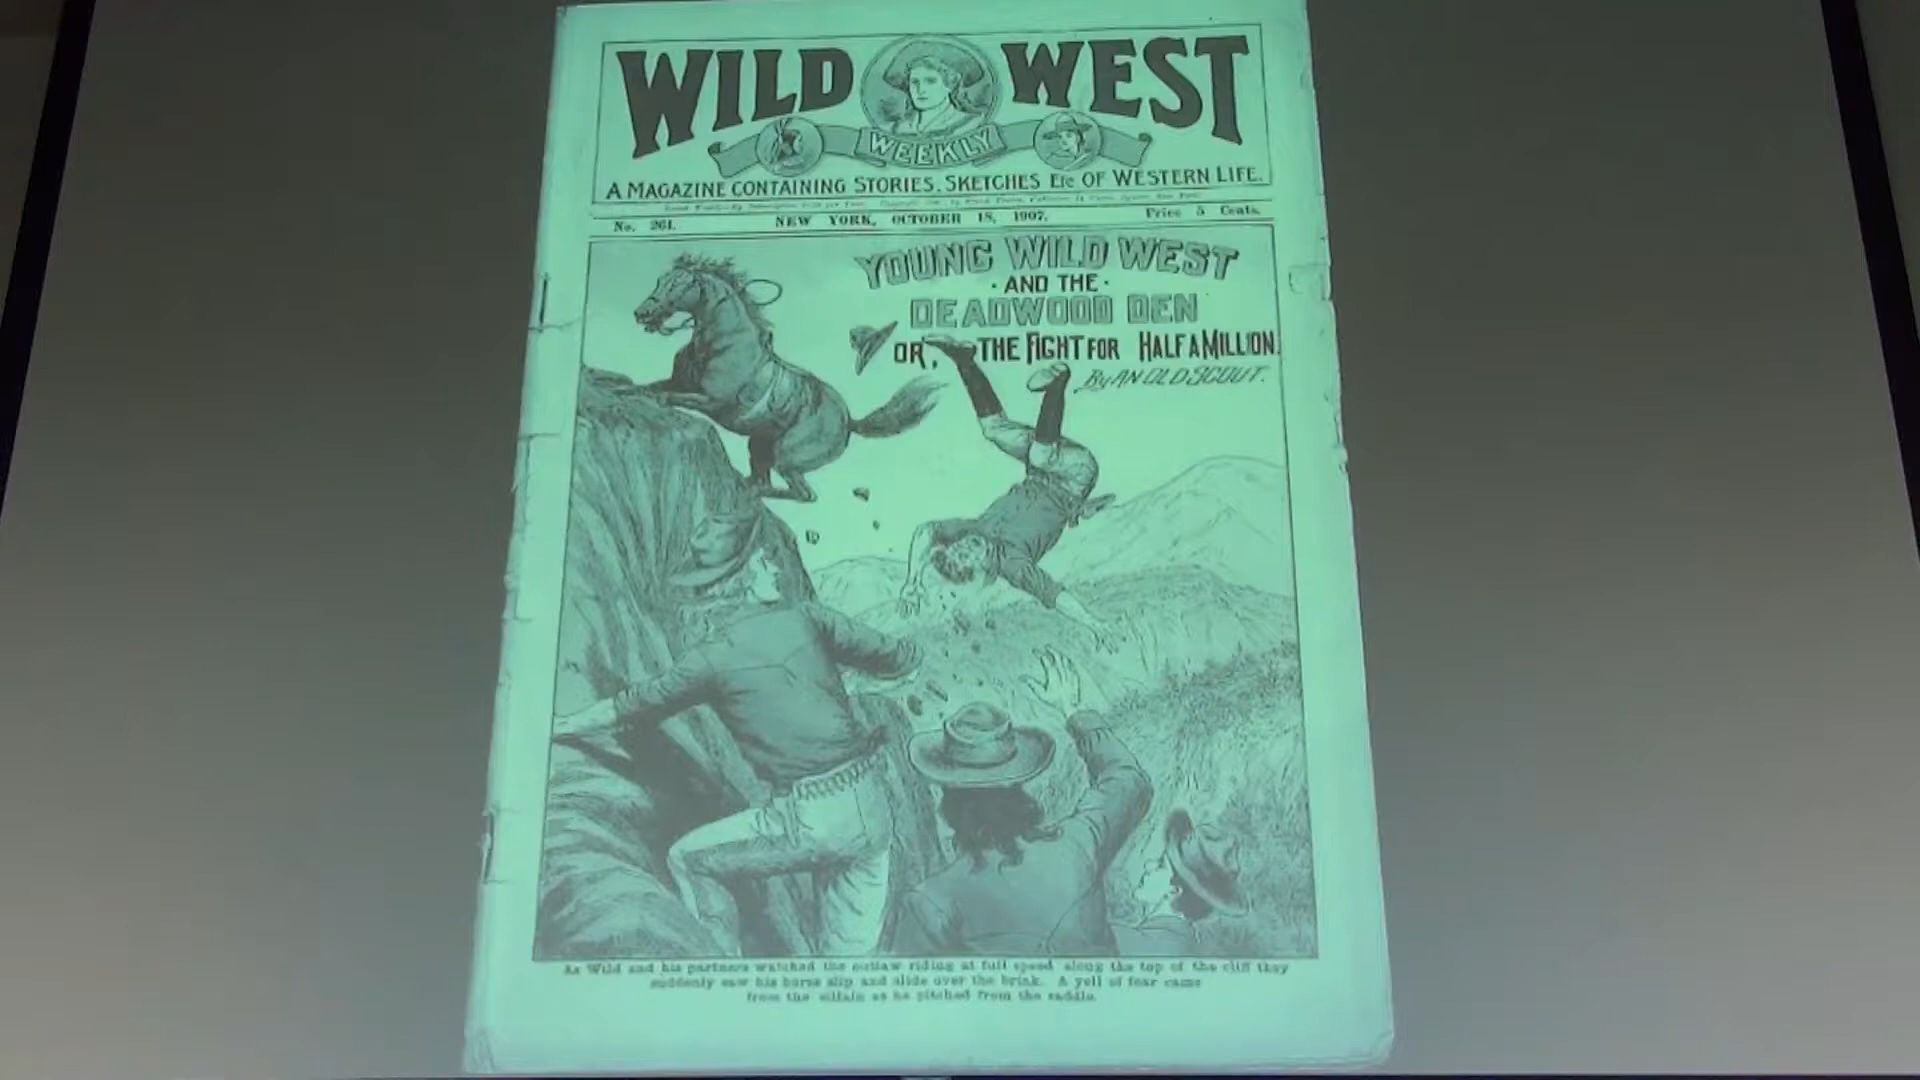 WILD WEST
WEEKLY
A MAGAZINE CONTAINING STORIES, SKETCHES Etc OF WESTERN LIFE.
No. 261. NEW YORK, OCTOBER 18, 1907. Price 5 Cents.
YOUNG WILD WEST
· AND THE ·
DEADWOOD DEN
OR, THE FIGHT FOR HALF A MILLION.
By AN OLD SCOUT.
As Wild and his partners watched the outlaw riding at full speed along the top of the cliff they
suddenly saw his horse slip and slide over the brink. A yell of fear came
from the villain as he pitched from the saddle.